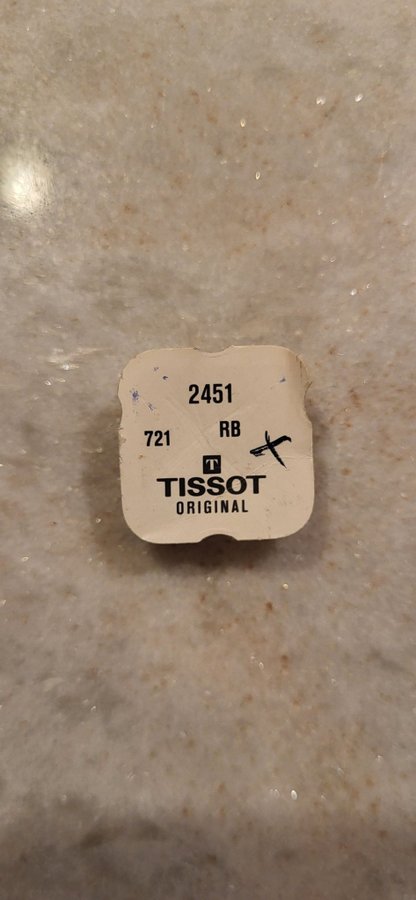 2451
721 RB
T
TISSOT
ORIGINAL